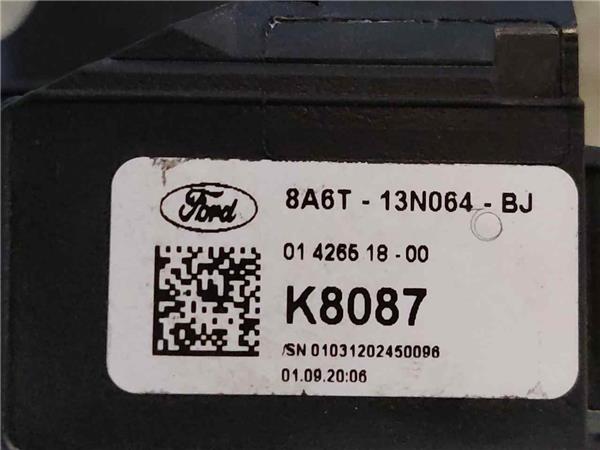 Ford
8A6T - 13N064 - BJ
01 4265 18 - 00
K8087
/SN 01031202450096
01.09.20:06